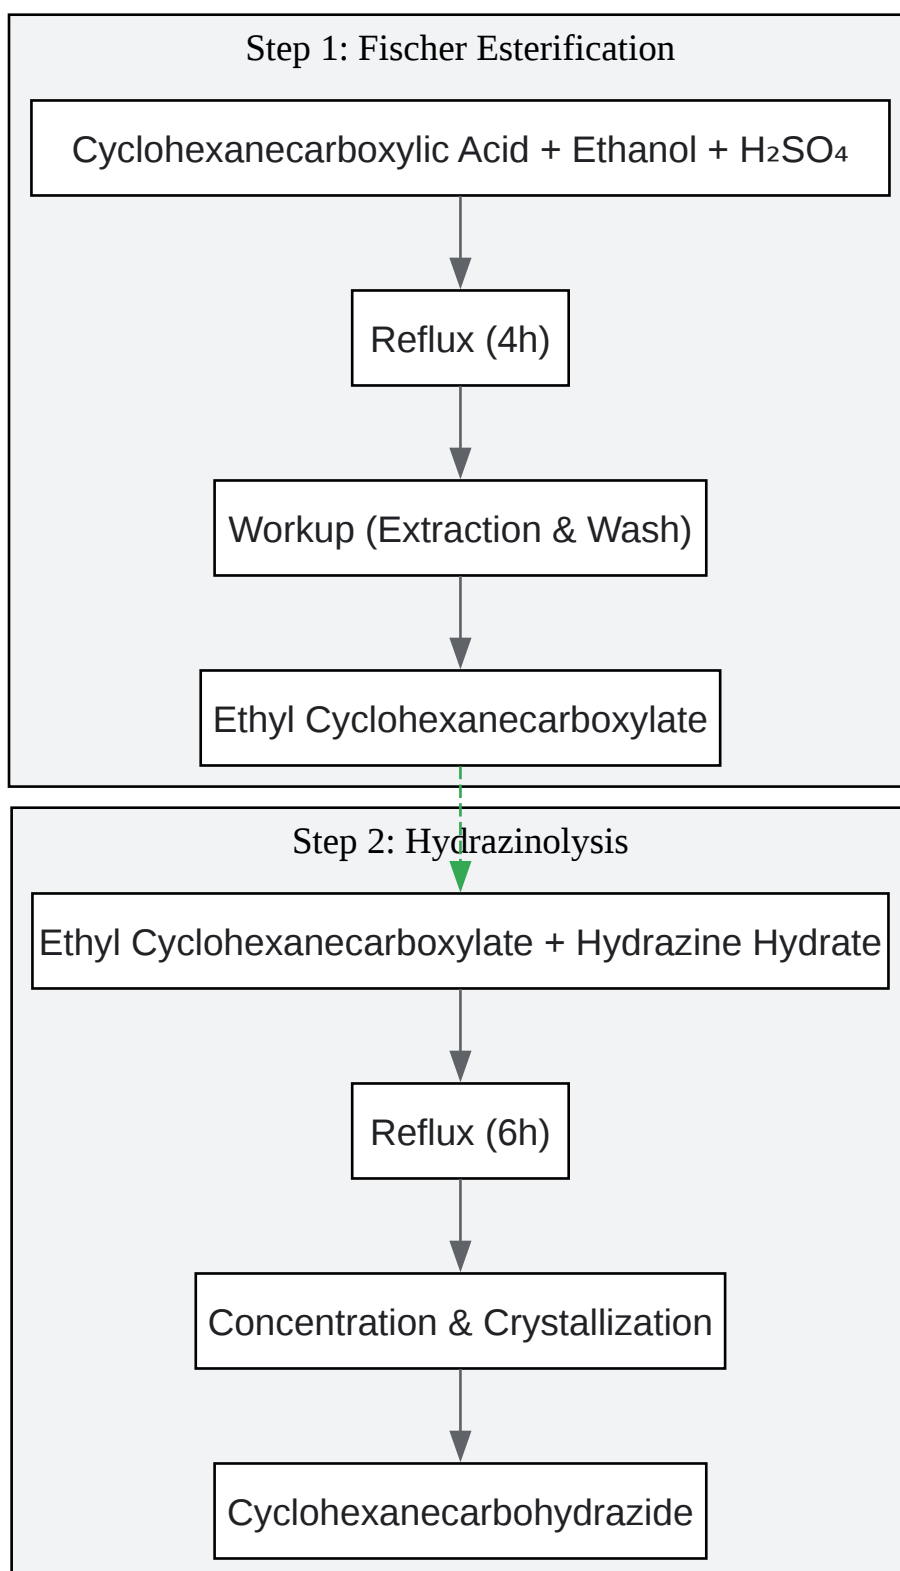 Step 1: Fischer Esterification
Cyclohexanecarboxylic Acid + Ethanol + H₂SO₄
Reflux (4h)
Workup (Extraction & Wash)
Ethyl Cyclohexanecarboxylate
Step 2: Hydrazinolysis
Ethyl Cyclohexanecarboxylate + Hydrazine Hydrate
Reflux (6h)
Concentration & Crystallization
Cyclohexanecarbohydrazide